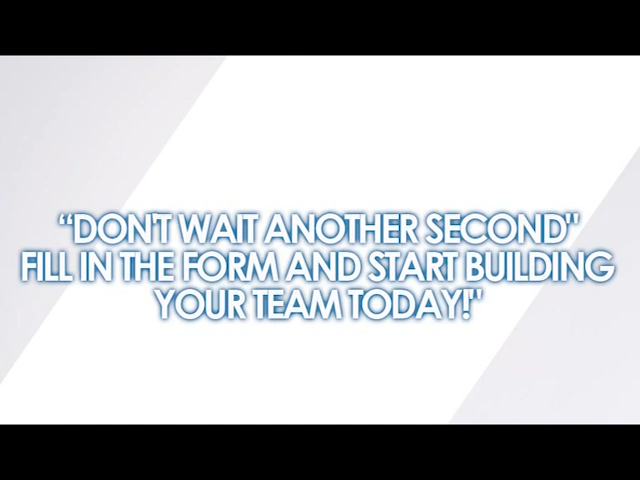 “DON'T WAIT ANOTHER SECOND"
FILL IN THE FORM AND START BUILDING
YOUR TEAM TODAY!"